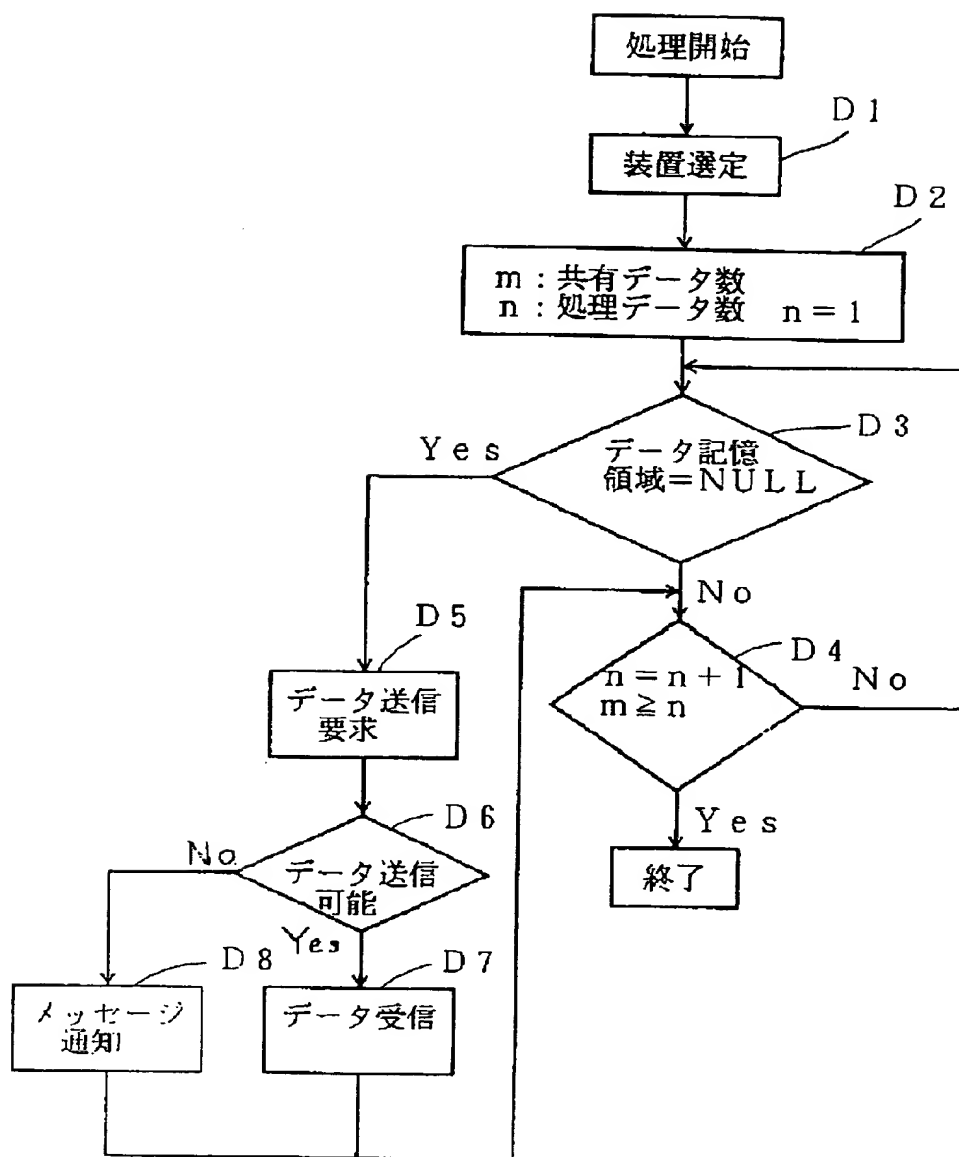 処理開始
D1
装置選定
D2
m:共有データ数
n:処理データ数 n=1
D3
Yes
データ記憶
領域=NULL
No
D5
D4
データ送信
要求
n=n+1
m≧n
No
D6
No
データ送信
可能
Yes
Yes
終了
D8
D7
メッセージ
通知
データ受信